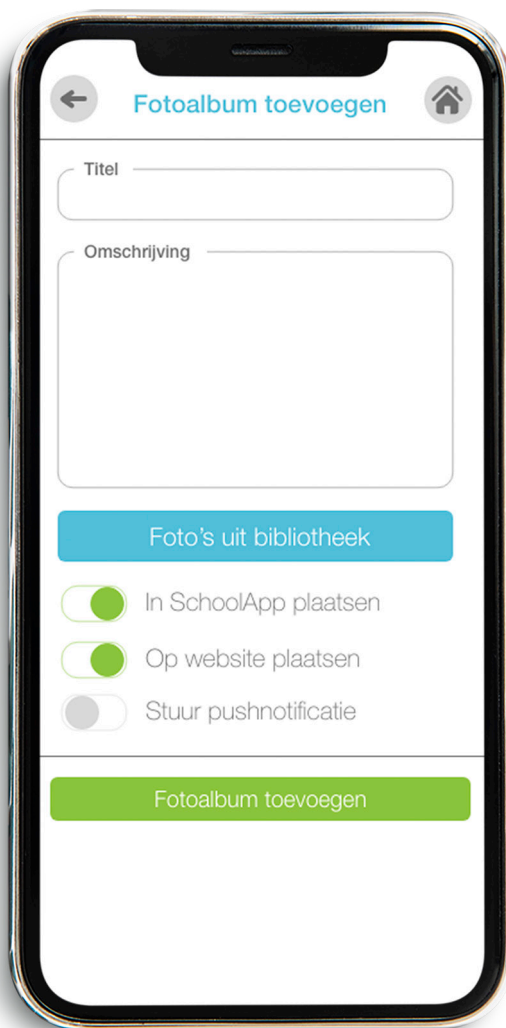 Fotoalbum toevoegen
Titel
Omschrijving
Foto's uit bibliotheek
In SchoolApp plaatsen
Op website plaatsen
Stuur pushnotificatie
Fotoalbum toevoegen